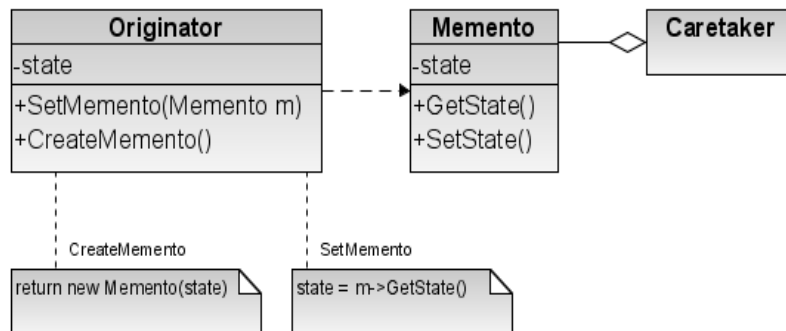 Originator
-state
+SetMemento(Memento m)
+CreateMemento()
Memento
-state
+GetState()
+SetState()
Caretaker
CreateMemento
return new Memento(state)
SetMemento
state = m->GetState()